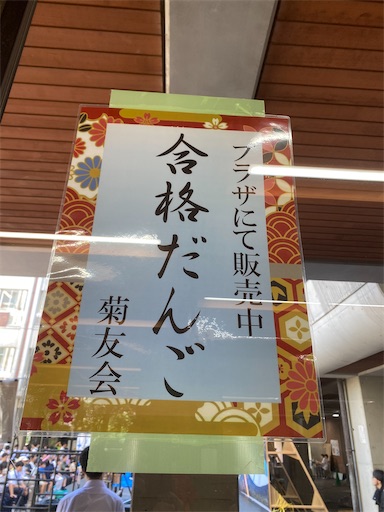 プラザにて販売中
合格だんご
菊友会